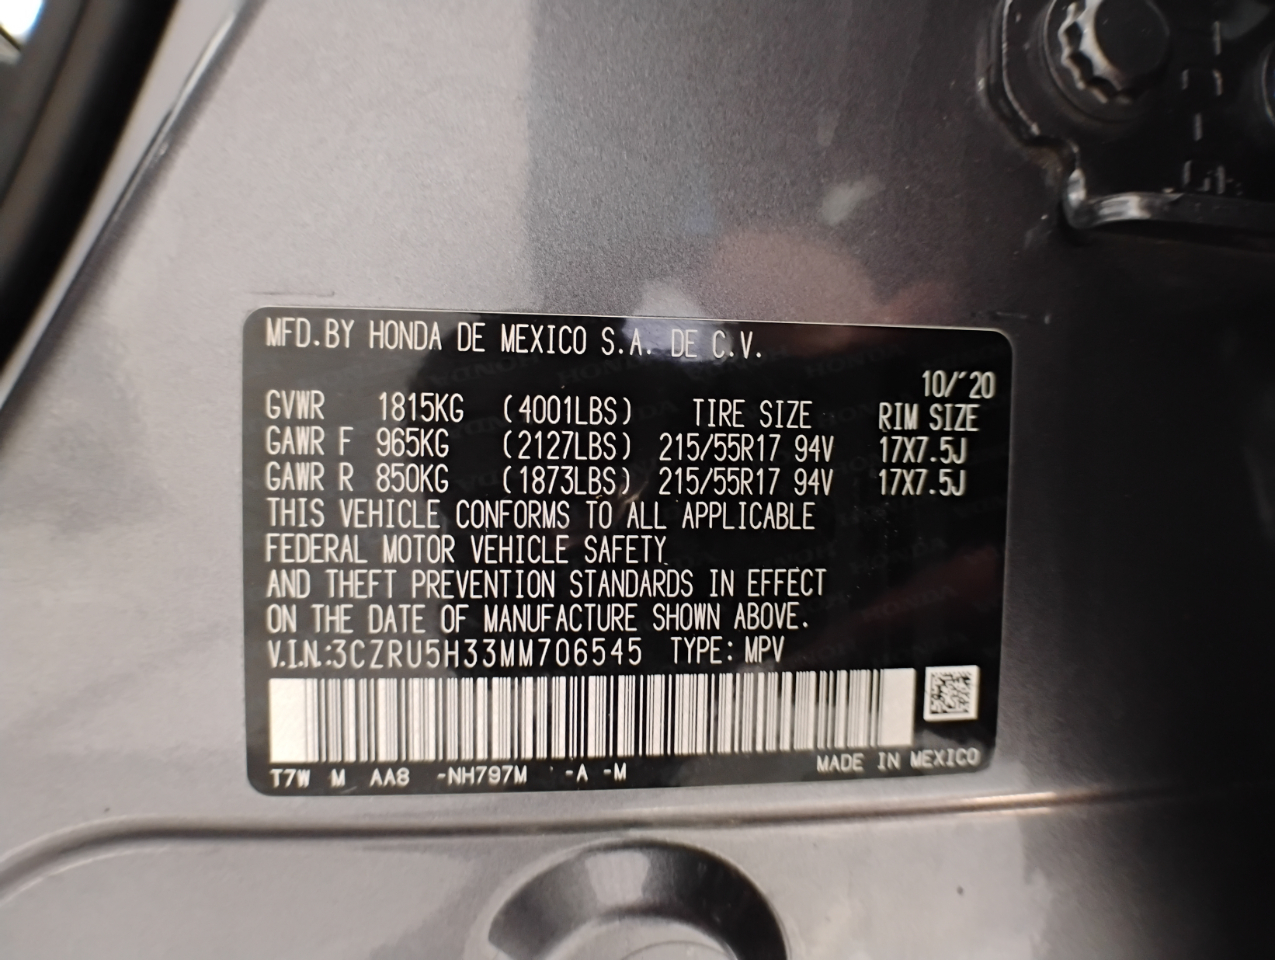 MFD.BY HONDA DE MEXICO S.A. DE C.V.
10/'20
GVWR 1815KG (4001LBS) TIRE SIZE RIM SIZE
GAWR F 965KG (2127LBS) 215/55R17 94V 17X7.5J
GAWR R 850KG (1873LBS) 215/55R17 94V 17X7.5J
THIS VEHICLE CONFORMS TO ALL APPLICABLE
FEDERAL MOTOR VEHICLE SAFETY
AND THEFT PREVENTION STANDARDS IN EFFECT
ON THE DATE OF MANUFACTURE SHOWN ABOVE.
V.I.N.:3CZRU5H33MM706545 TYPE: MPV
T7W M AA8 -NH797M -A -M MADE IN MEXICO